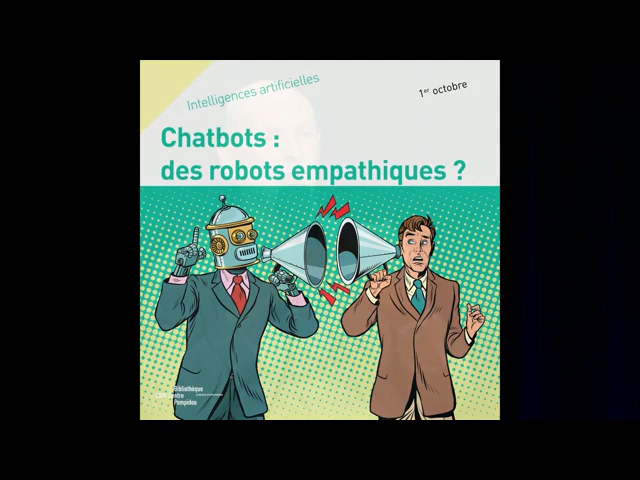 Intelligences artificielles
1er octobre
Chatbots :
des robots empathiques ?
Bibliothèque
Centre
Pompidou